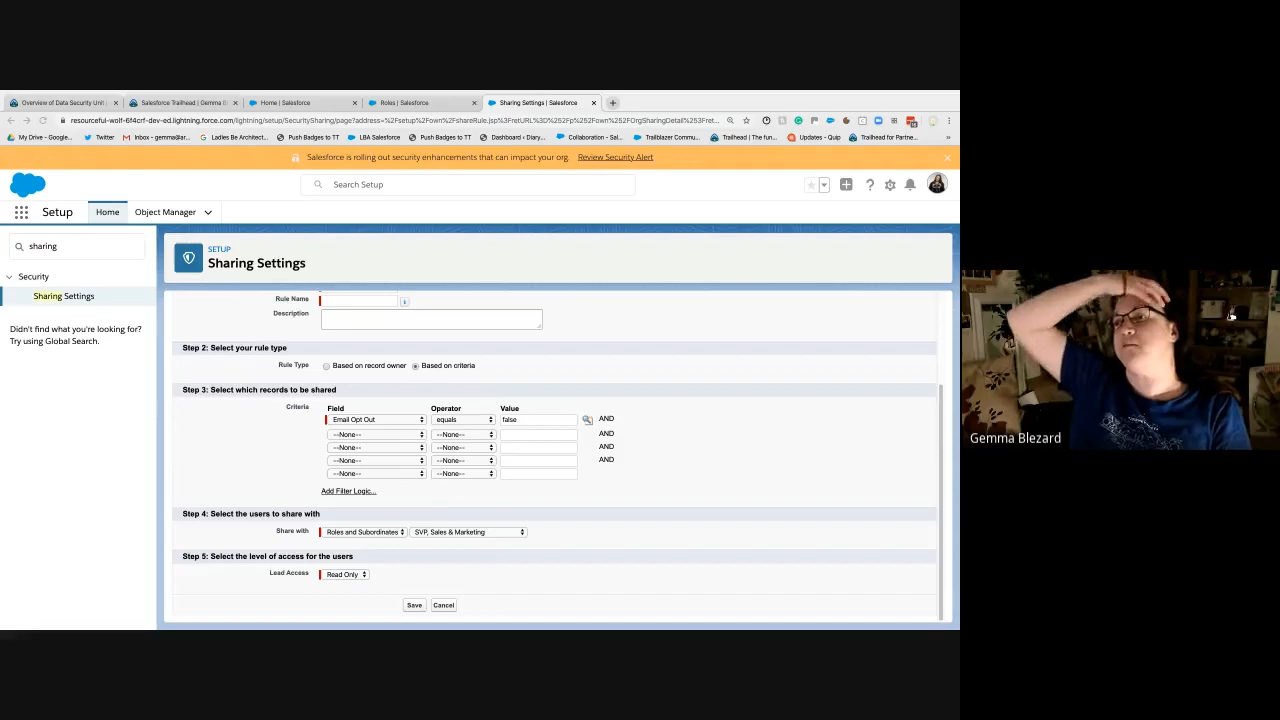 Overview of Data Security Unit
Salesforce Trailhead | Gemma B
Home | Salesforce
Roles | Salesforce
Sharing Settings | Salesforce
resourceful-wolf-6f4crf-dev-ed.lightning.force.com/lightning/setup/SecuritySharing/page?address=%2Fsetup%2Fown%2FshareRule.jsp%3FretURL%3D%252Fp%252Fown%252FOrgSharingDetail%253Fret...
My Drive - Google...
Twitter
Inbox - gemma@ar...
Ladies Be Architect...
Push Badges to TT
LBA Salesforce
Push Badges to TT
Dashboard ‹ Diary...
Collaboration - Sal...
Trailblazer Commu...
Trailhead | The fun...
Updates - Quip
Trailhead for Partne...
»
Salesforce is rolling out security enhancements that can impact your org. Review Security Alert
Search Setup
Setup
Home
Object Manager
sharing
Security
Sharing Settings
Didn't find what you're looking for?
Try using Global Search.
SETUP
Sharing Settings
Rule Name
Description
Step 2: Select your rule type
Rule Type Based on record owner Based on criteria
Step 3: Select which records to be shared
Criteria Field Operator Value
Email Opt Out equals false AND
--None-- --None-- AND
--None-- --None-- AND
--None-- --None-- AND
--None-- --None--
Add Filter Logic...
Step 4: Select the users to share with
Share with Roles and Subordinates SVP, Sales & Marketing
Step 5: Select the level of access for the users
Lead Access Read Only
Save Cancel
Gemma Blezard